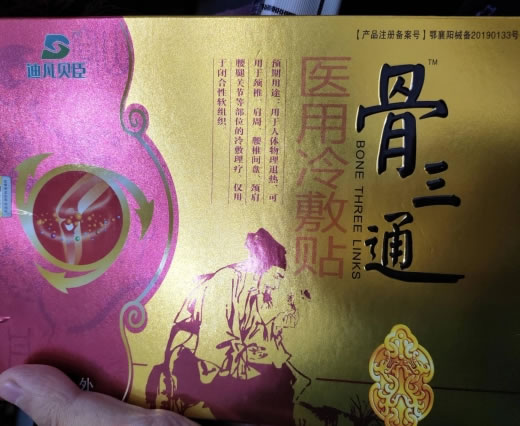 【产品注册备案号】鄂襄阳械备20190133号
迪凡贝臣
骨三通
™
BONE THREE LINKS
医用冷敷贴
预期用途：用于人体物理退热、可
用于颈椎、肩周、腰椎间盘、颈肩
腰腿关节等部位的冷敷理疗，仅用
于闭合性软组织。
外